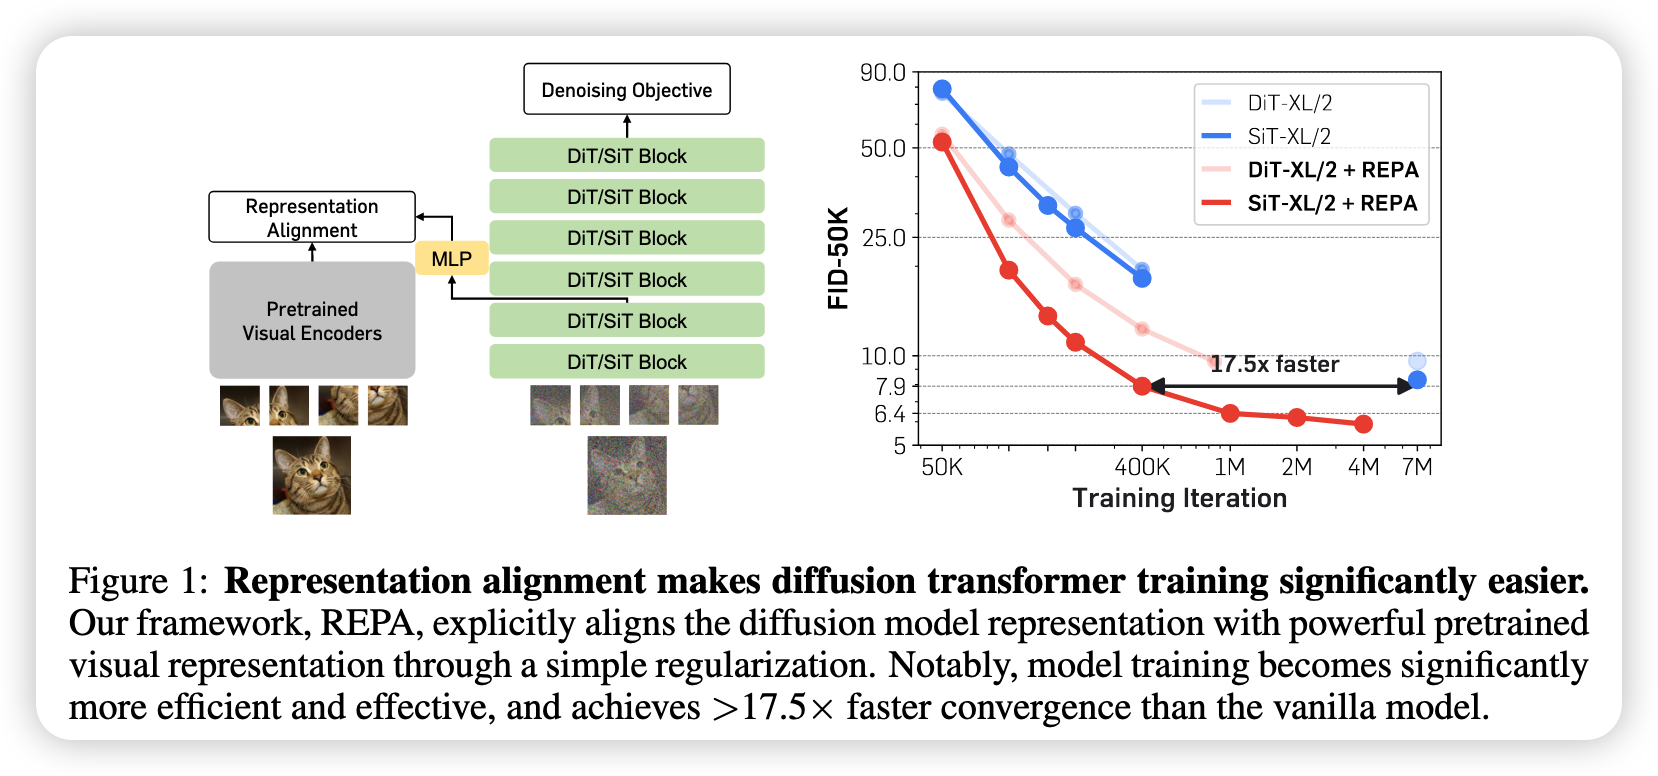 Denoising Objective
DiT/SiT Block
DiT/SiT Block
DiT/SiT Block
DiT/SiT Block
DiT/SiT Block
DiT/SiT Block
Representation
Alignment
MLP
Pretrained
Visual Encoders
FID-50K
90.0
50.0
25.0
10.0
7.9
6.4
5
DiT-XL/2
SiT-XL/2
DiT-XL/2 + REPA
SiT-XL/2 + REPA
17.5x faster
50K 400K 1M 2M 4M 7M
Training Iteration
Figure 1: Representation alignment makes diffusion transformer training significantly easier.
Our framework, REPA, explicitly aligns the diffusion model representation with powerful pretrained
visual representation through a simple regularization. Notably, model training becomes significantly
more efficient and effective, and achieves >17.5× faster convergence than the vanilla model.